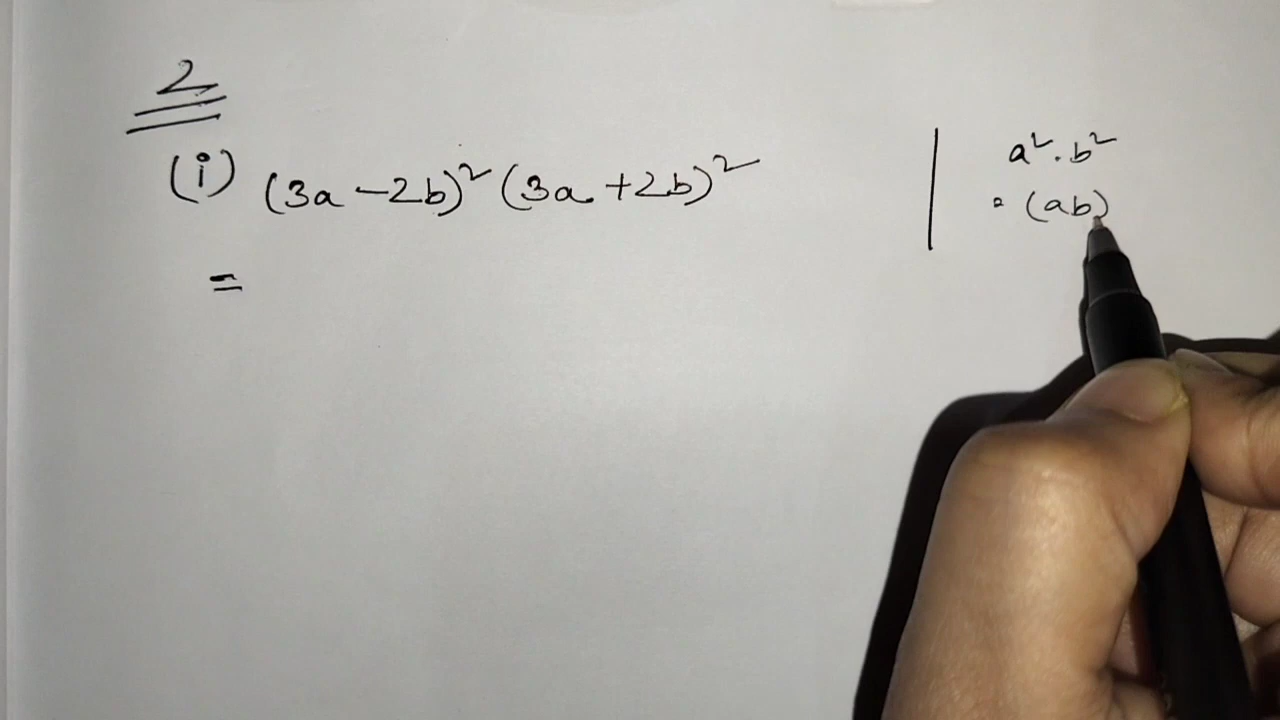 2
(i) (3a-2b)² (3a+2b)²
=
a².b²
= (ab)